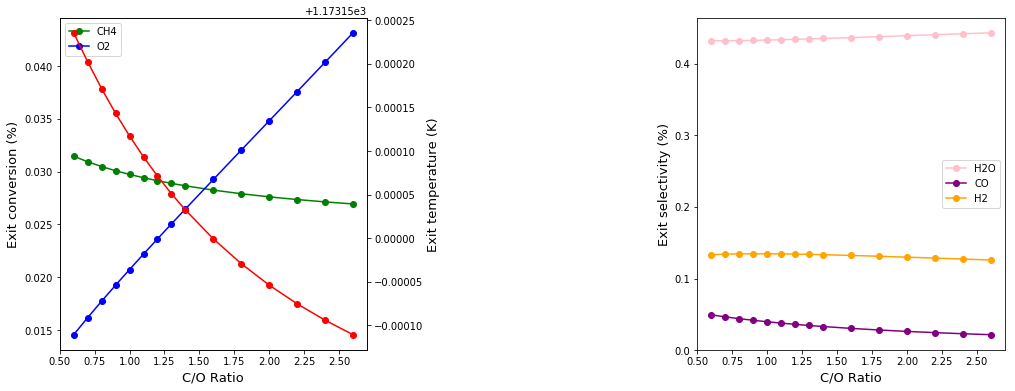 +1.17315e3
CH4
O2
0.040
0.035
0.030
0.025
0.020
0.015
Exit conversion (%)
0.00025
0.00020
0.00015
0.00010
0.00005
0.00000
−0.00005
−0.00010
Exit temperature (K)
0.50 0.75 1.00 1.25 1.50 1.75 2.00 2.25 2.50
C/O Ratio
0.4
0.3
0.2
0.1
0.0
Exit selectivity (%)
H2O
CO
H2
0.50 0.75 1.00 1.25 1.50 1.75 2.00 2.25 2.50
C/O Ratio